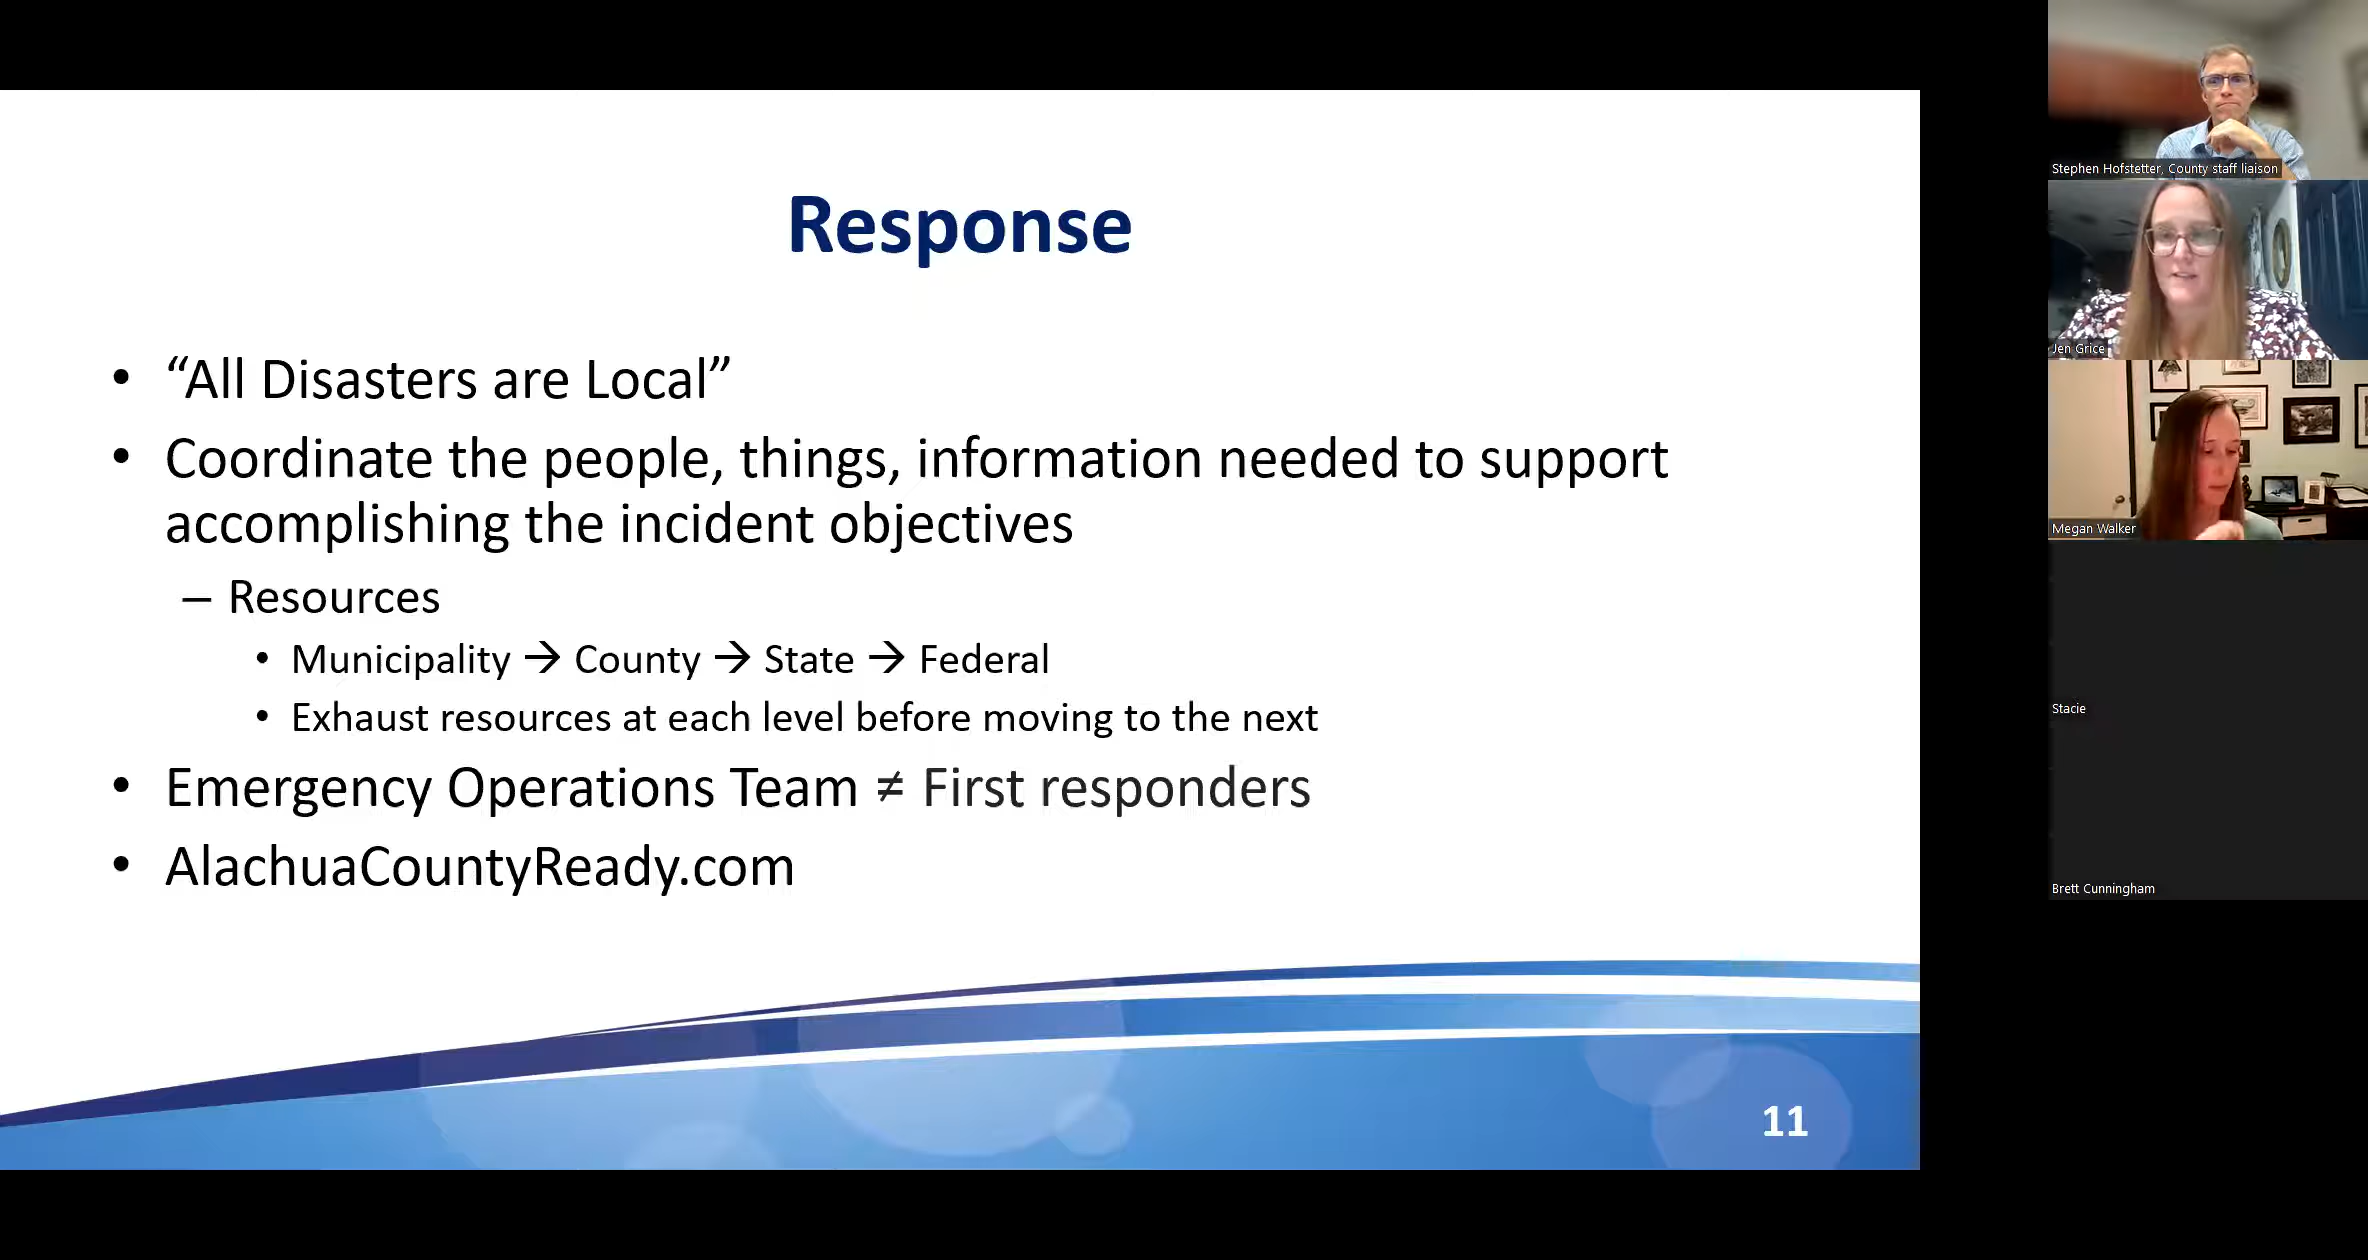 Response
• “All Disasters are Local”
• Coordinate the people, things, information needed to support
accomplishing the incident objectives
– Resources
• Municipality → County → State → Federal
• Exhaust resources at each level before moving to the next
• Emergency Operations Team ≠ First responders
• AlachuaCountyReady.com
11
Stephen Hofstetter, County staff liaison
Jen Grice
Megan Walker
Stacie
Brett Cunningham